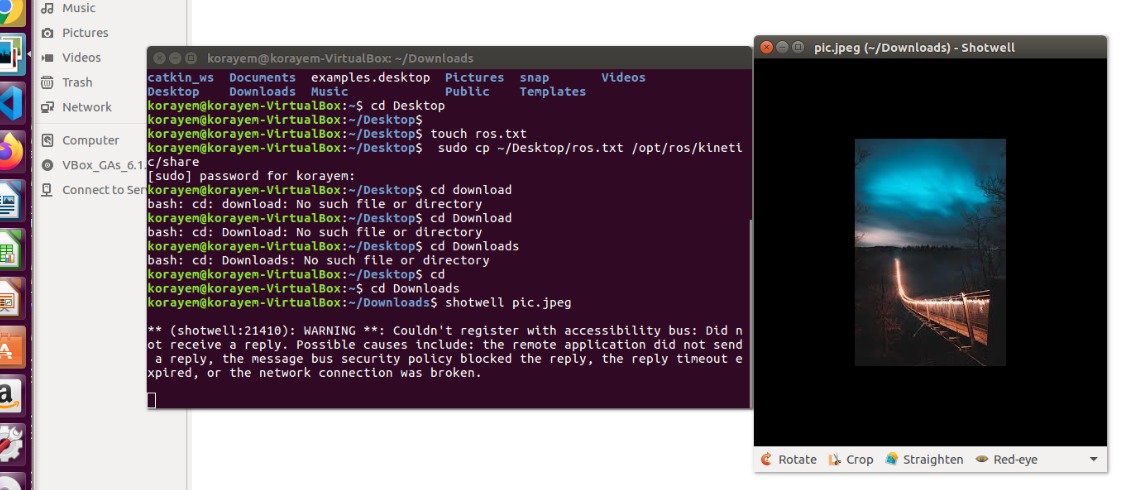 Music
Pictures
Videos
Trash
Network
Computer
VBox_GAs_6.1.
Connect to Ser
korayem@korayem-VirtualBox: ~/Downloads
catkin_ws  Documents  examples.desktop  Pictures  snap       Videos
Desktop    Downloads  Music             Public    Templates
korayem@korayem-VirtualBox:~$ cd Desktop
korayem@korayem-VirtualBox:~/Desktop$
korayem@korayem-VirtualBox:~/Desktop$ touch ros.txt
korayem@korayem-VirtualBox:~/Desktop$  sudo cp ~/Desktop/ros.txt /opt/ros/kineti
c/share
[sudo] password for korayem:
korayem@korayem-VirtualBox:~/Desktop$ cd download
bash: cd: download: No such file or directory
korayem@korayem-VirtualBox:~/Desktop$ cd Download
bash: cd: Download: No such file or directory
korayem@korayem-VirtualBox:~/Desktop$ cd Downloads
bash: cd: Downloads: No such file or directory
korayem@korayem-VirtualBox:~/Desktop$ cd
korayem@korayem-VirtualBox:~$ cd Downloads
korayem@korayem-VirtualBox:~/Downloads$ shotwell pic.jpeg
** (shotwell:21410): WARNING **: Couldn't register with accessibility bus: Did n
ot receive a reply. Possible causes include: the remote application did not send
 a reply, the message bus security policy blocked the reply, the reply timeout e
xpired, or the network connection was broken.
pic.jpeg (~/Downloads) - Shotwell
Rotate Crop Straighten Red-eye